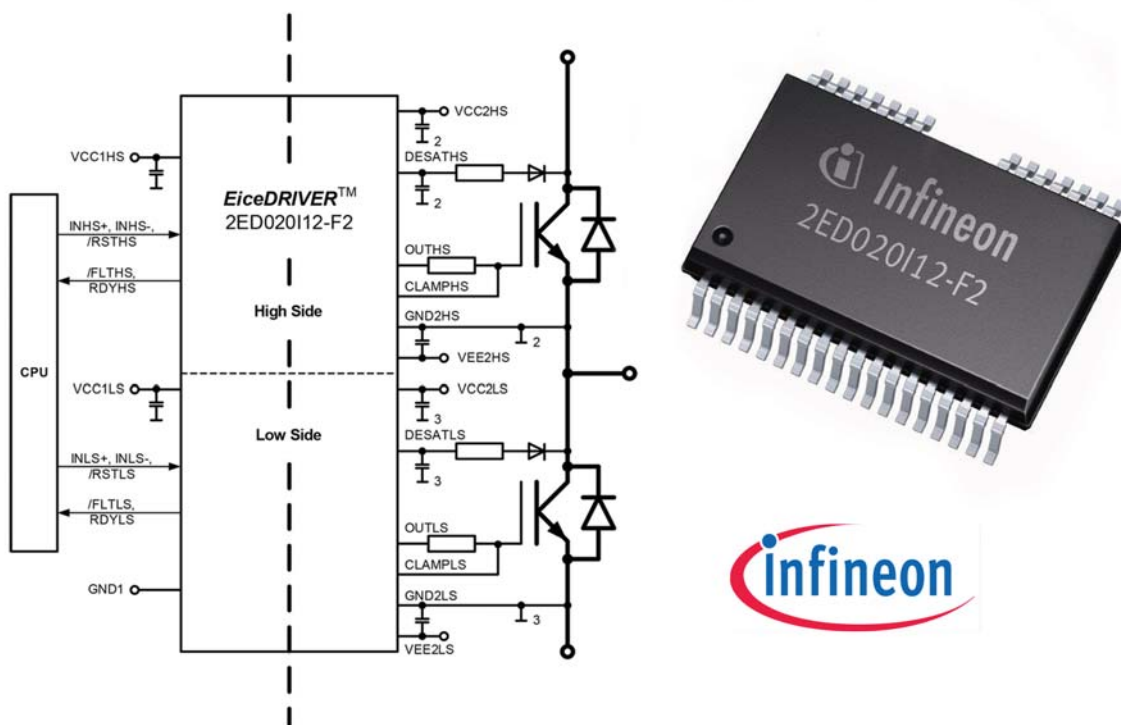 VCC1HS
CPU
INHS+, INHS-,
/RSTHS
/FLTHS,
RDYHS
VCC1LS
INLS+, INLS-,
/RSTLS
/FLTLS,
RDYLS
GND1
EiceDRIVER™
2ED020I12-F2
High Side
Low Side
VCC2HS
2
DESATHS
2
OUTHS
CLAMPHS
GND2HS
2
VEE2HS
VCC2LS
3
DESATLS
3
OUTLS
CLAMPLS
GND2LS
3
VEE2LS
Infineon
2ED020I12-F2
infineon